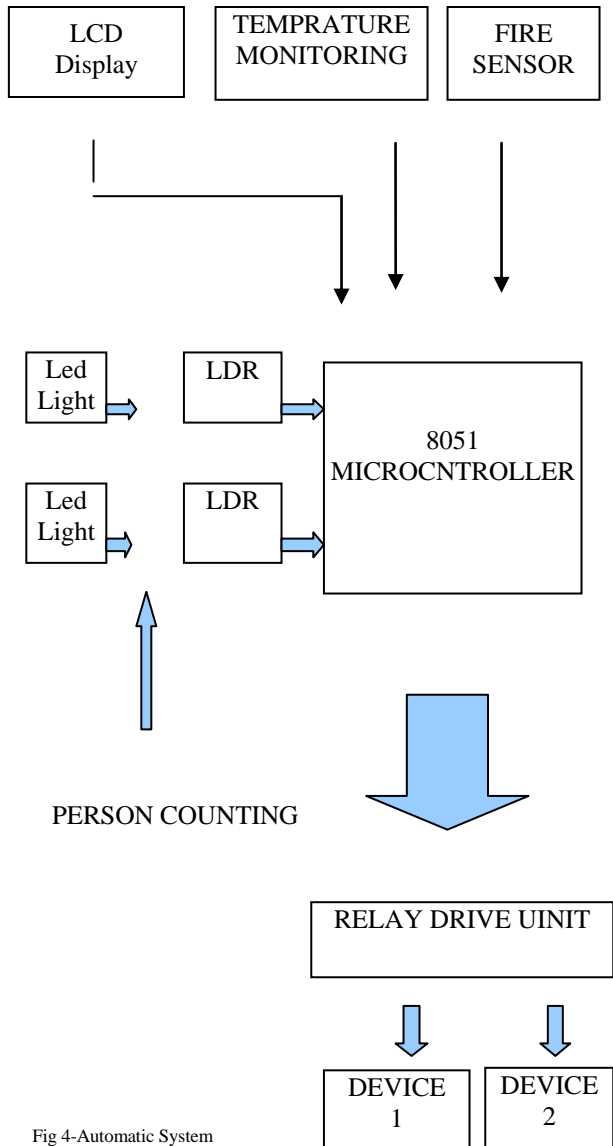 LCD
Display
TEMPRATURE
MONITORING
FIRE
SENSOR
Led
Light
LDR
8051
MICROCNTROLLER
Led
Light
LDR
PERSON COUNTING
RELAY DRIVE UINIT
DEVICE
1
DEVICE
2
Fig 4-Automatic System